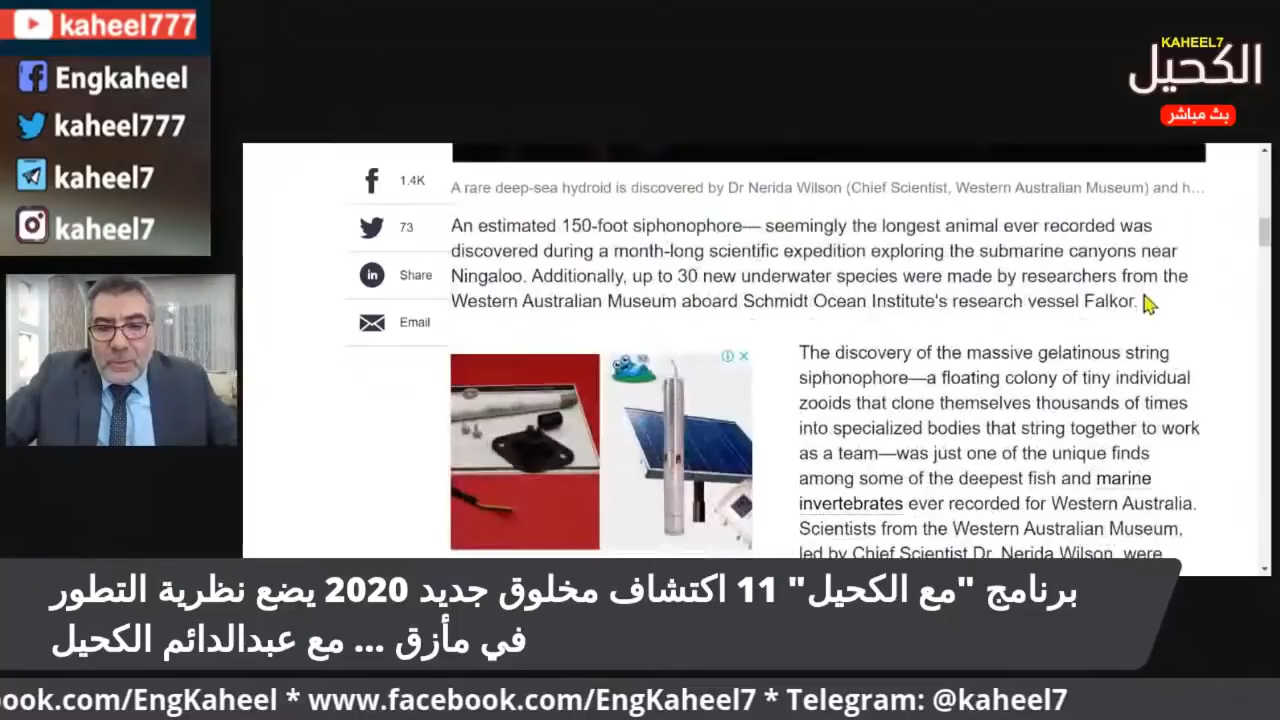 kaheel777
Engkaheel
kaheel777
kaheel7
kaheel7
KAHEEL7
الكحيل
بث مباشر
1.4K
73
Share
Email
A rare deep-sea hydroid is discovered by Dr Nerida Wilson (Chief Scientist, Western Australian Museum) and h…
An estimated 150-foot siphonophore— seemingly the longest animal ever recorded was
discovered during a month-long scientific expedition exploring the submarine canyons near
Ningaloo. Additionally, up to 30 new underwater species were made by researchers from the
Western Australian Museum aboard Schmidt Ocean Institute's research vessel Falkor.
The discovery of the massive gelatinous string
siphonophore—a floating colony of tiny individual
zooids that clone themselves thousands of times
into specialized bodies that string together to work
as a team—was just one of the unique finds
among some of the deepest fish and marine
invertebrates ever recorded for Western Australia.
Scientists from the Western Australian Museum,
led by Chief Scientist Dr. Nerida Wilson, were
برنامج "مع الكحيل" 11 اكتشاف مخلوق جديد 2020 يضع نظرية التطور
في مأزق ... مع عبدالدائم الكحيل
ook.com/EngKaheel * www.facebook.com/EngKaheel7 * Telegram: @kaheel7